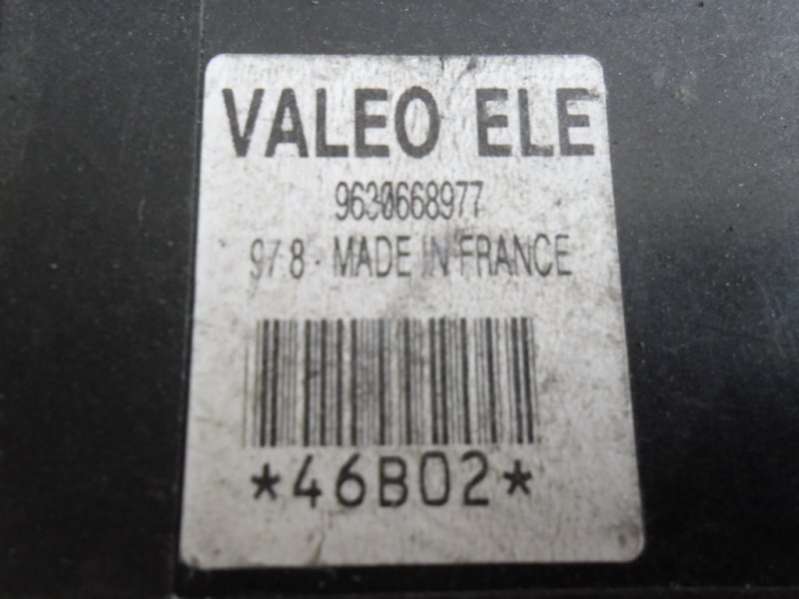 VALEO ELE
9630668977
97 8 - MADE IN FRANCE
*46B02*